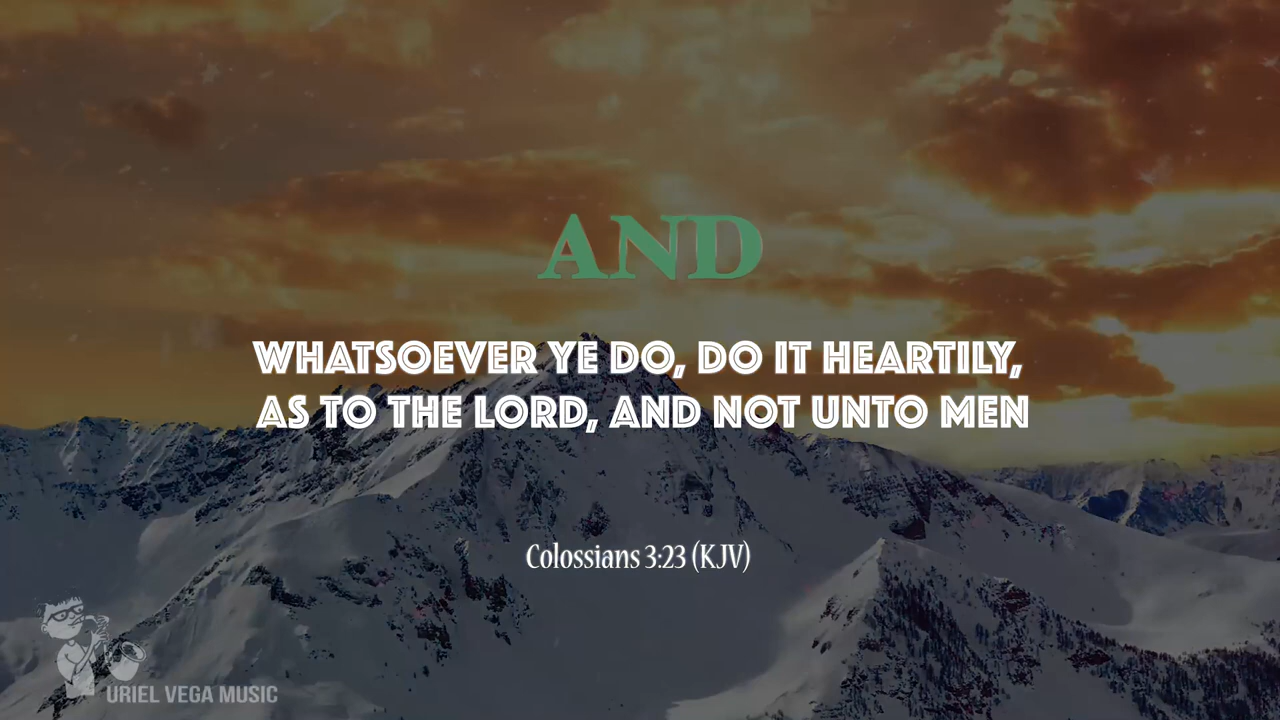 AND
WHATSOEVER YE DO, DO IT HEARTILY,
AS TO THE LORD, AND NOT UNTO MEN
Colossians 3:23 (KJV)
URIEL VEGA MUSIC